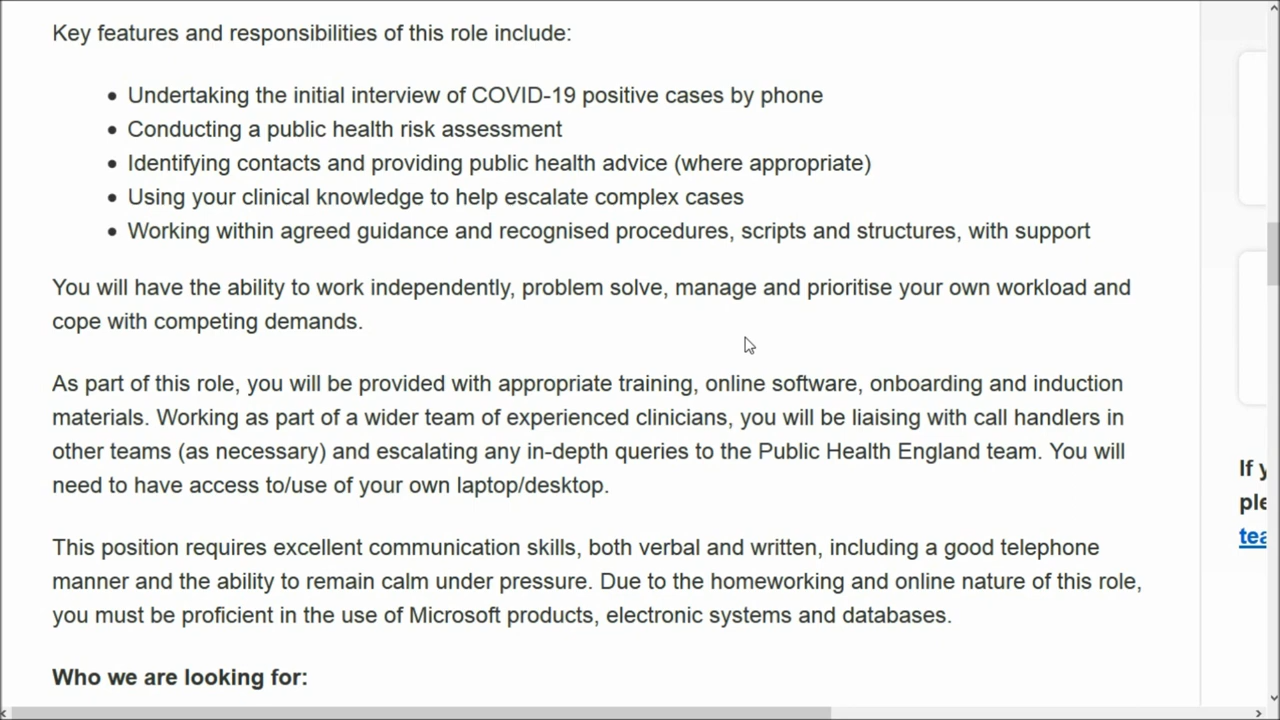 Key features and responsibilities of this role include:
• Undertaking the initial interview of COVID-19 positive cases by phone
• Conducting a public health risk assessment
• Identifying contacts and providing public health advice (where appropriate)
• Using your clinical knowledge to help escalate complex cases
• Working within agreed guidance and recognised procedures, scripts and structures, with support
You will have the ability to work independently, problem solve, manage and prioritise your own workload and
cope with competing demands.
As part of this role, you will be provided with appropriate training, online software, onboarding and induction
materials. Working as part of a wider team of experienced clinicians, you will be liaising with call handlers in
other teams (as necessary) and escalating any in-depth queries to the Public Health England team. You will
need to have access to/use of your own laptop/desktop.
This position requires excellent communication skills, both verbal and written, including a good telephone
manner and the ability to remain calm under pressure. Due to the homeworking and online nature of this role,
you must be proficient in the use of Microsoft products, electronic systems and databases.
Who we are looking for:
If